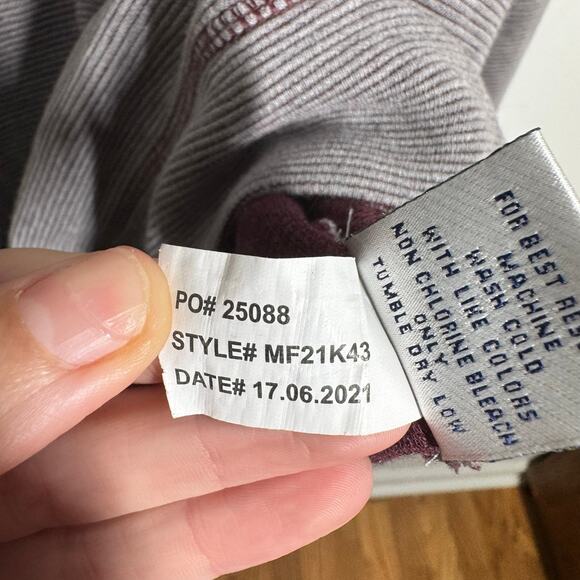 PO# 25088
STYLE# MF21K43
DATE# 17.06.2021
FOR BEST
MACHINE
WASH COLD
WITH LIKE COLORS
NON CHLORINE BLEACH
ONLY
TUMBLE DRY LOW